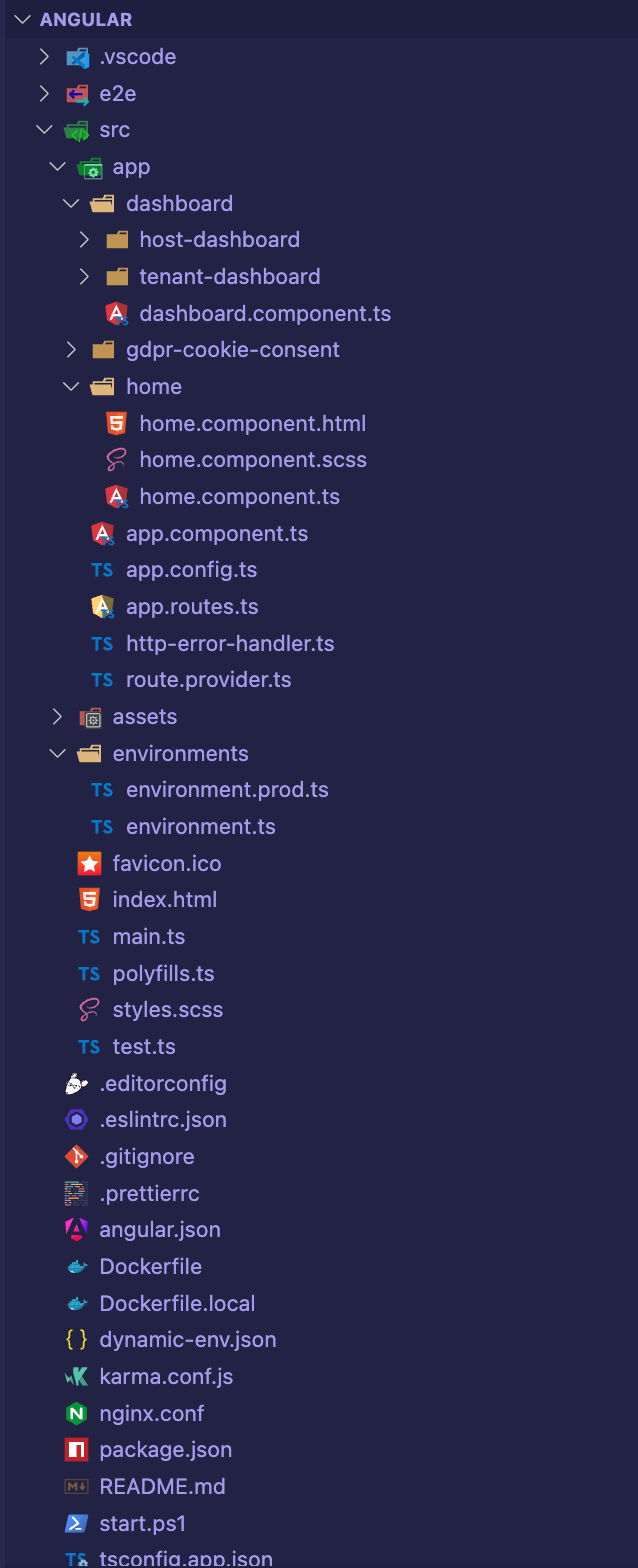 ANGULAR
.vscode
e2e
src
app
dashboard
host-dashboard
tenant-dashboard
dashboard.component.ts
gdpr-cookie-consent
home
home.component.html
home.component.scss
home.component.ts
app.component.ts
TS app.config.ts
app.routes.ts
TS http-error-handler.ts
TS route.provider.ts
assets
environments
TS environment.prod.ts
TS environment.ts
favicon.ico
index.html
TS main.ts
TS polyfills.ts
styles.scss
TS test.ts
.editorconfig
.eslintrc.json
.gitignore
.prettierrc
angular.json
Dockerfile
Dockerfile.local
{ } dynamic-env.json
karma.conf.js
nginx.conf
package.json
README.md
start.ps1
TS tsconfig.app.json